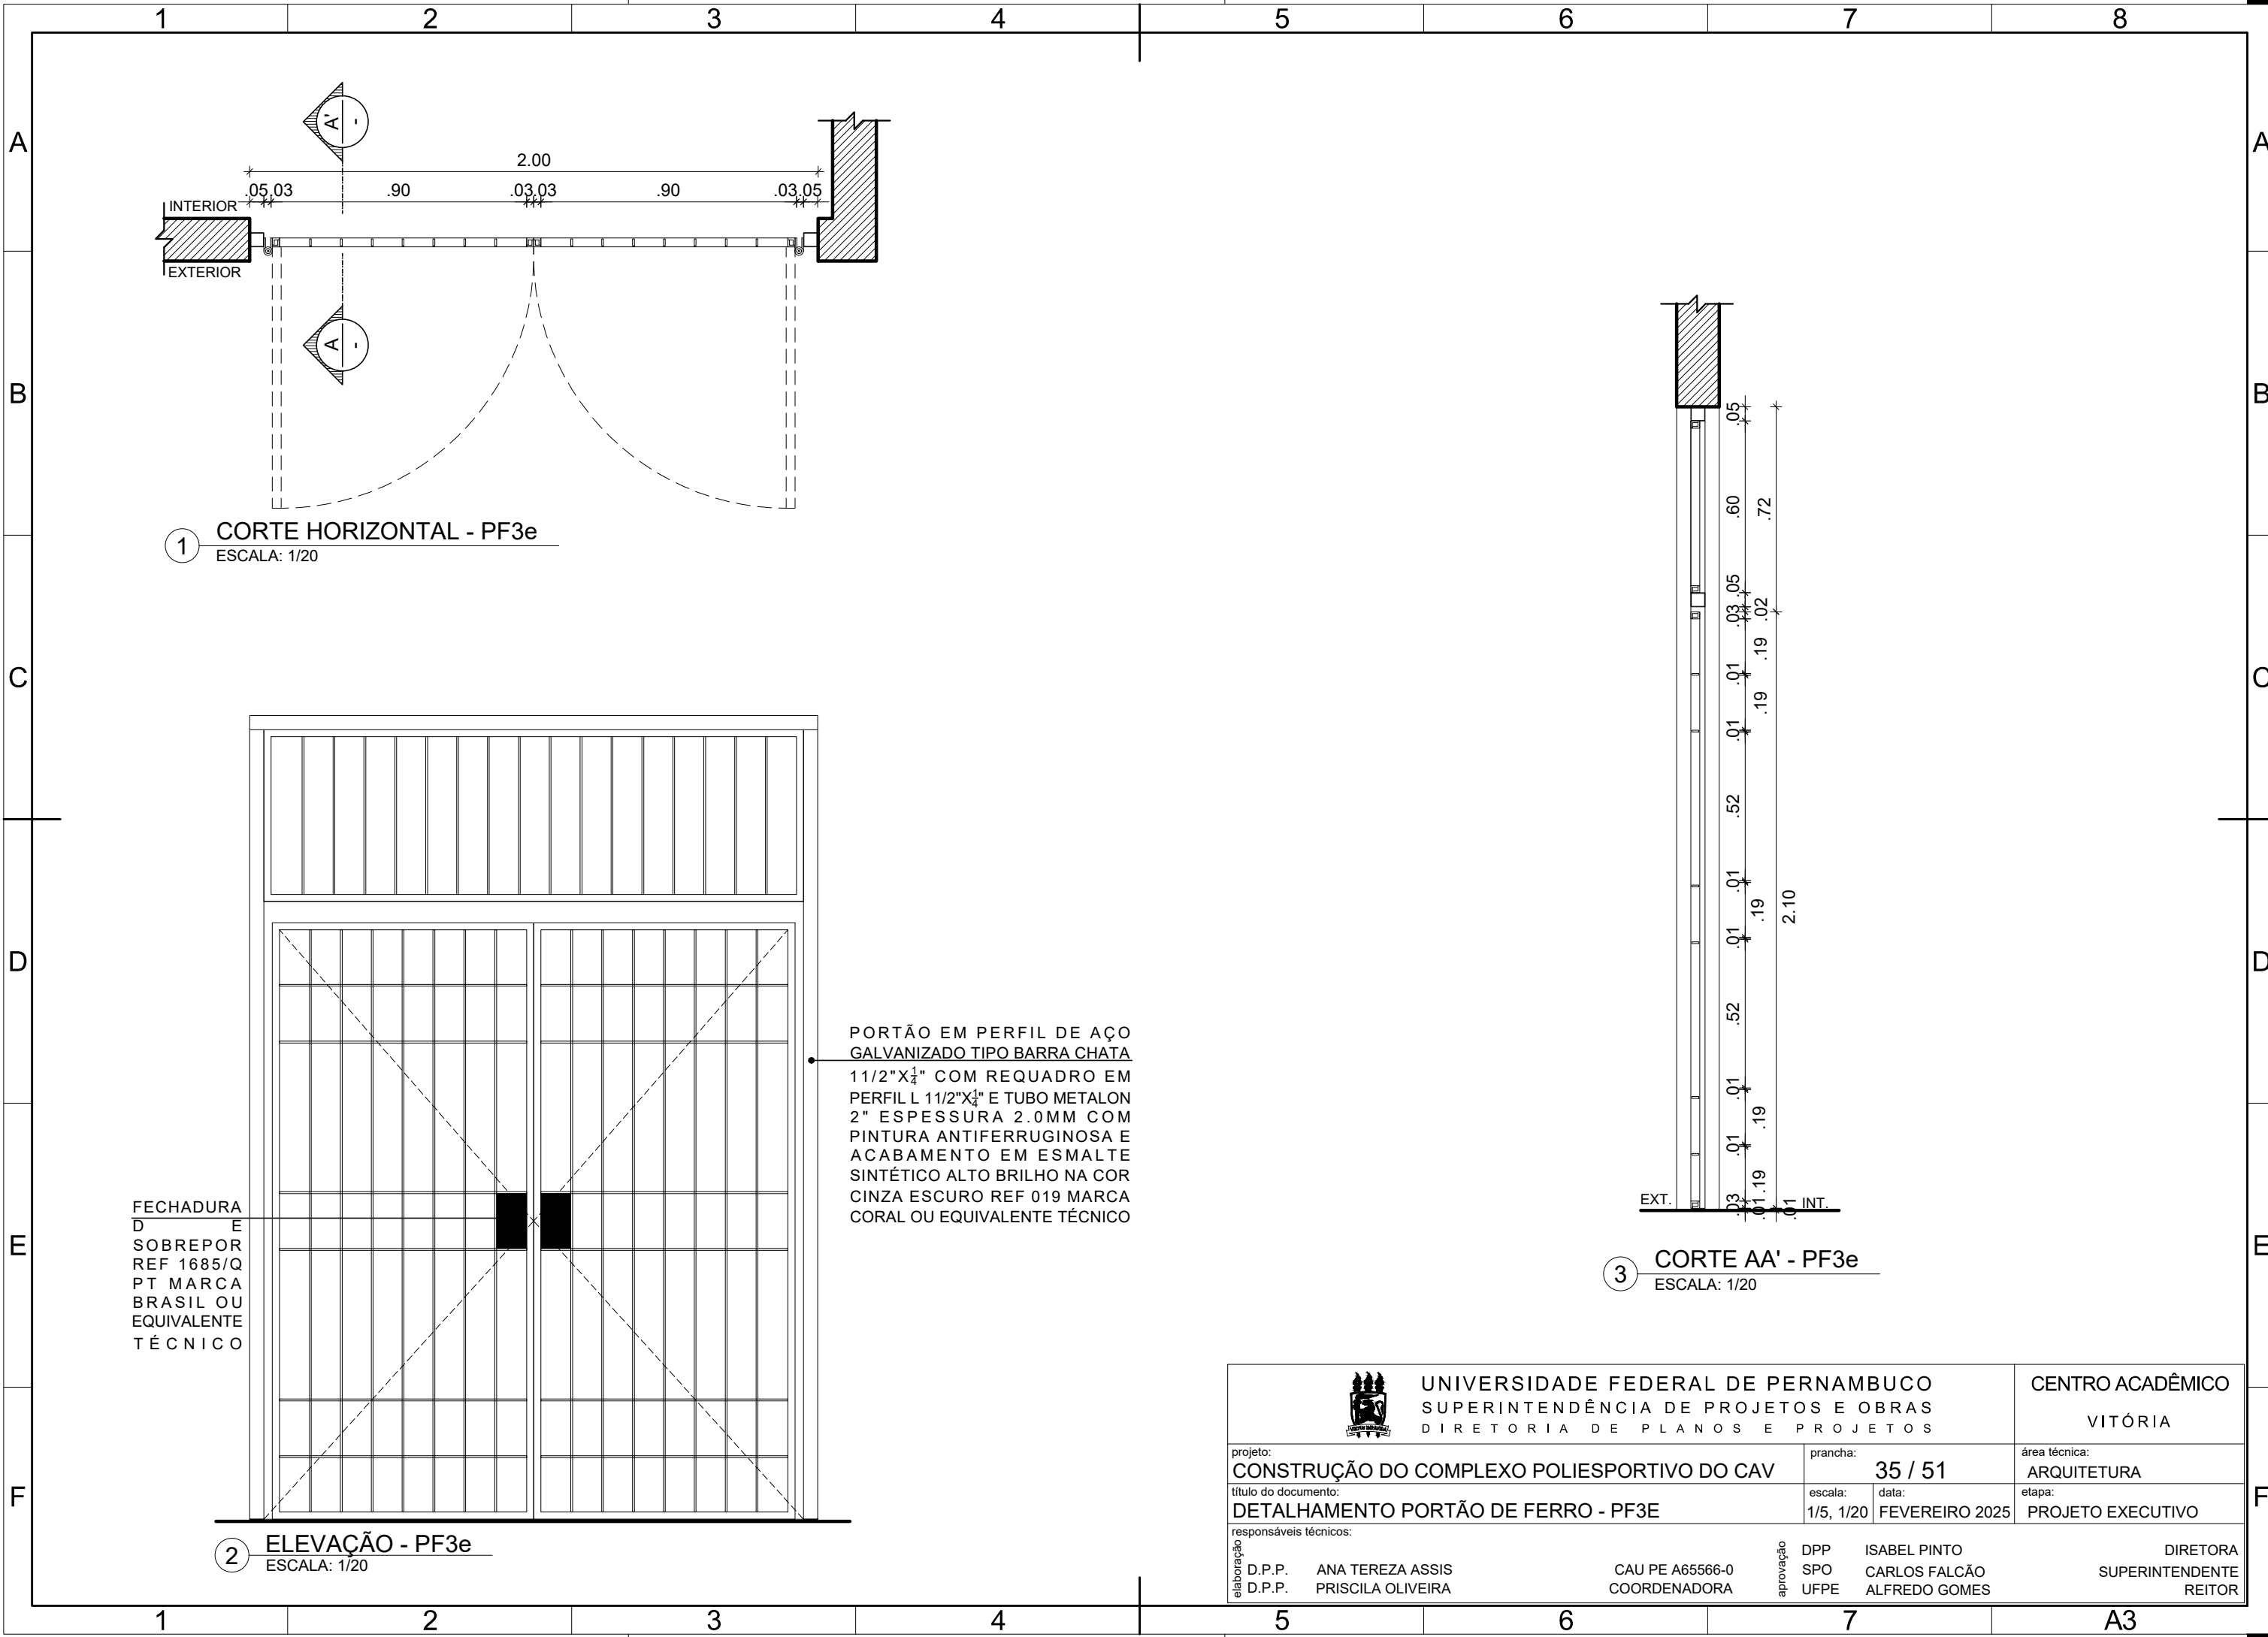 1 2 3 4 5 6 7 8
A
B
C
D
E
F
A
B
C
D
E
F
1 2 3 4 5 6 7 A3
A'
-
2.00
.05 .03 .90 .03 .03 .90 .03 .05
INTERIOR
EXTERIOR
A
-
1
CORTE HORIZONTAL - PF3e
ESCALA: 1/20
FECHADURA
D E
SOBREPOR
REF 1685/Q
PT MARCA
BRASIL OU
EQUIVALENTE
TÉCNICO
PORTÃO EM PERFIL DE AÇO
GALVANIZADO TIPO BARRA CHATA
11/2"X1/4" COM REQUADRO EM
PERFIL L 11/2"X1/4" E TUBO METALON
2" ESPESSURA 2.0MM COM
PINTURA ANTIFERRUGINOSA E
ACABAMENTO EM ESMALTE
SINTÉTICO ALTO BRILHO NA COR
CINZA ESCURO REF 019 MARCA
CORAL OU EQUIVALENTE TÉCNICO
2
ELEVAÇÃO - PF3e
ESCALA: 1/20
.05
.60
.72
.05
.02
.03
.19
.01
.19
.01
.52
.01
.19
2.10
.01
.52
.01
.19
.01
.19
.03
.01
.01
EXT.
INT.
3
CORTE AA' - PF3e
ESCALA: 1/20
UNIVERSIDADE FEDERAL DE PERNAMBUCO
SUPERINTENDÊNCIA DE PROJETOS E OBRAS
DIRETORIA DE PLANOS E PROJETOS
CENTRO ACADÊMICO
VITÓRIA
projeto:
CONSTRUÇÃO DO COMPLEXO POLIESPORTIVO DO CAV
prancha:
35 / 51
área técnica:
ARQUITETURA
título do documento:
DETALHAMENTO PORTÃO DE FERRO - PF3E
escala:
1/5, 1/20
data:
FEVEREIRO 2025
etapa:
PROJETO EXECUTIVO
responsáveis técnicos:
elaboração
D.P.P. ANA TEREZA ASSIS CAU PE A65566-0
D.P.P. PRISCILA OLIVEIRA COORDENADORA
aprovação
DPP ISABEL PINTO DIRETORA
SPO CARLOS FALCÃO SUPERINTENDENTE
UFPE ALFREDO GOMES REITOR